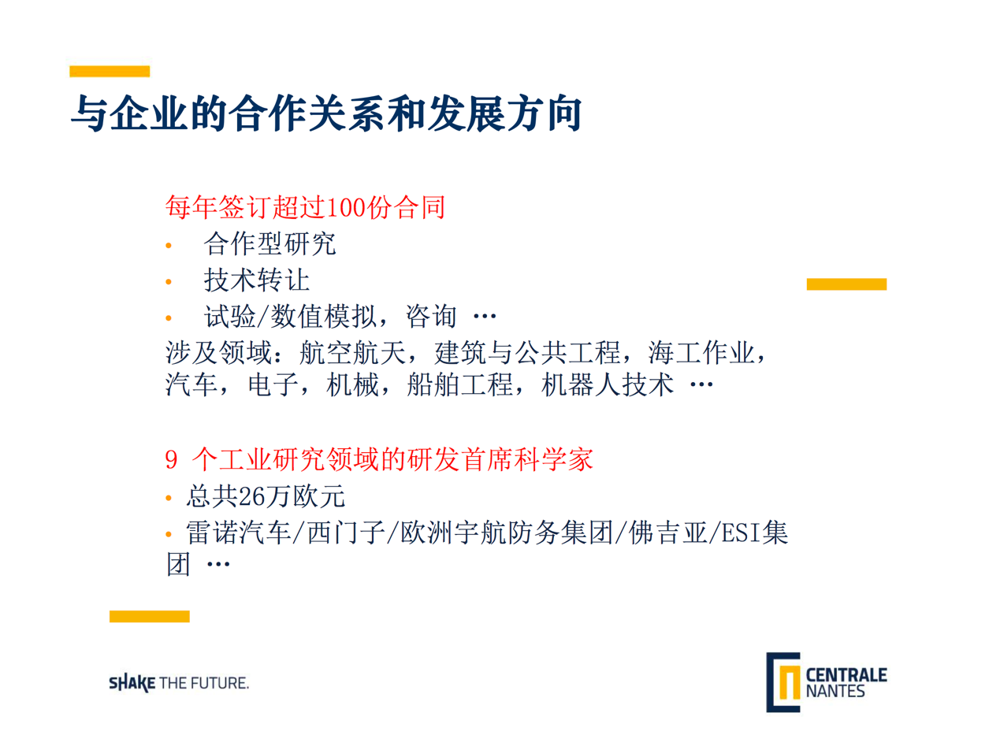 与企业的合作关系和发展方向
每年签订超过100份合同
• 合作型研究
• 技术转让
• 试验/数值模拟，咨询 …
涉及领域：航空航天，建筑与公共工程，海工作业，
汽车，电子，机械，船舶工程，机器人技术 …
9 个工业研究领域的研发首席科学家
• 总共26万欧元
• 雷诺汽车/西门子/欧洲宇航防务集团/佛吉亚/ESI集
团 …
SHAKE THE FUTURE.
CENTRALE
NANTES